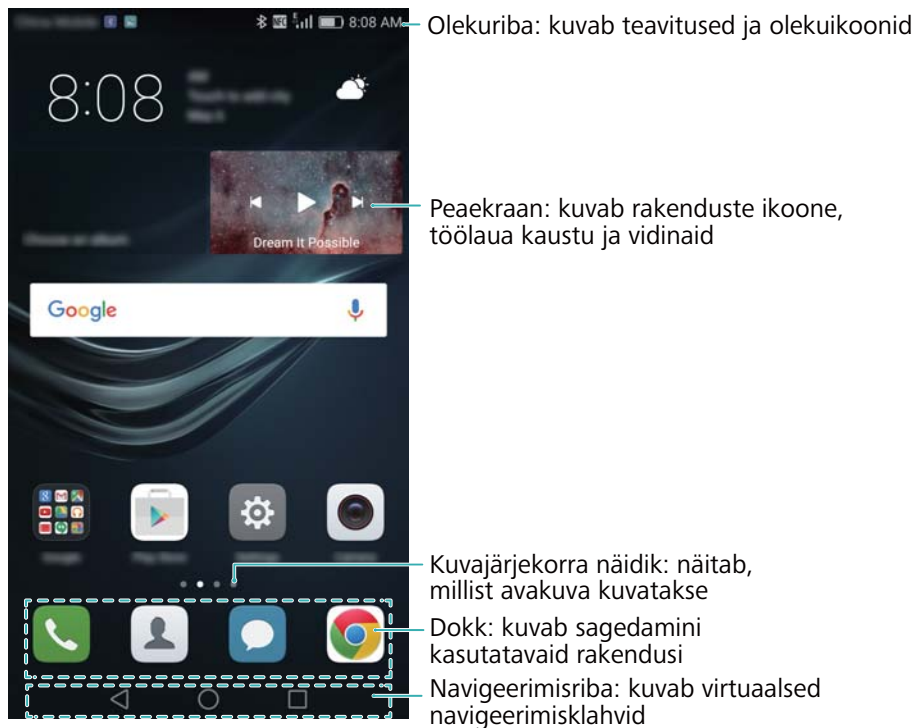 8:08 AM
Olekuriba: kuvab teavitused ja olekuikoonid
8:08
Peaekraan: kuvab rakenduste ikoone,
töölaua kaustu ja vidinaid
Dream It Possible
Google
Kuvajärjekorra näidik: näitab,
millist avakuva kuvatakse
Dokk: kuvab sagedamini
kasutatavaid rakendusi
Navigeerimisriba: kuvab virtuaalsed
navigeerimisklahvid